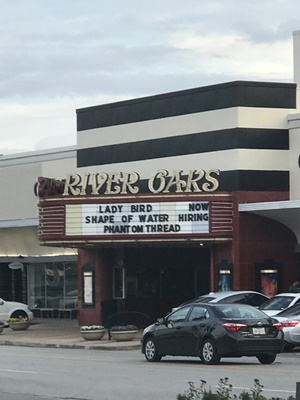 RIVER OAKS
LADY BIRD NOW
SHAPE OF WATER HIRING
PHANTOM THREAD